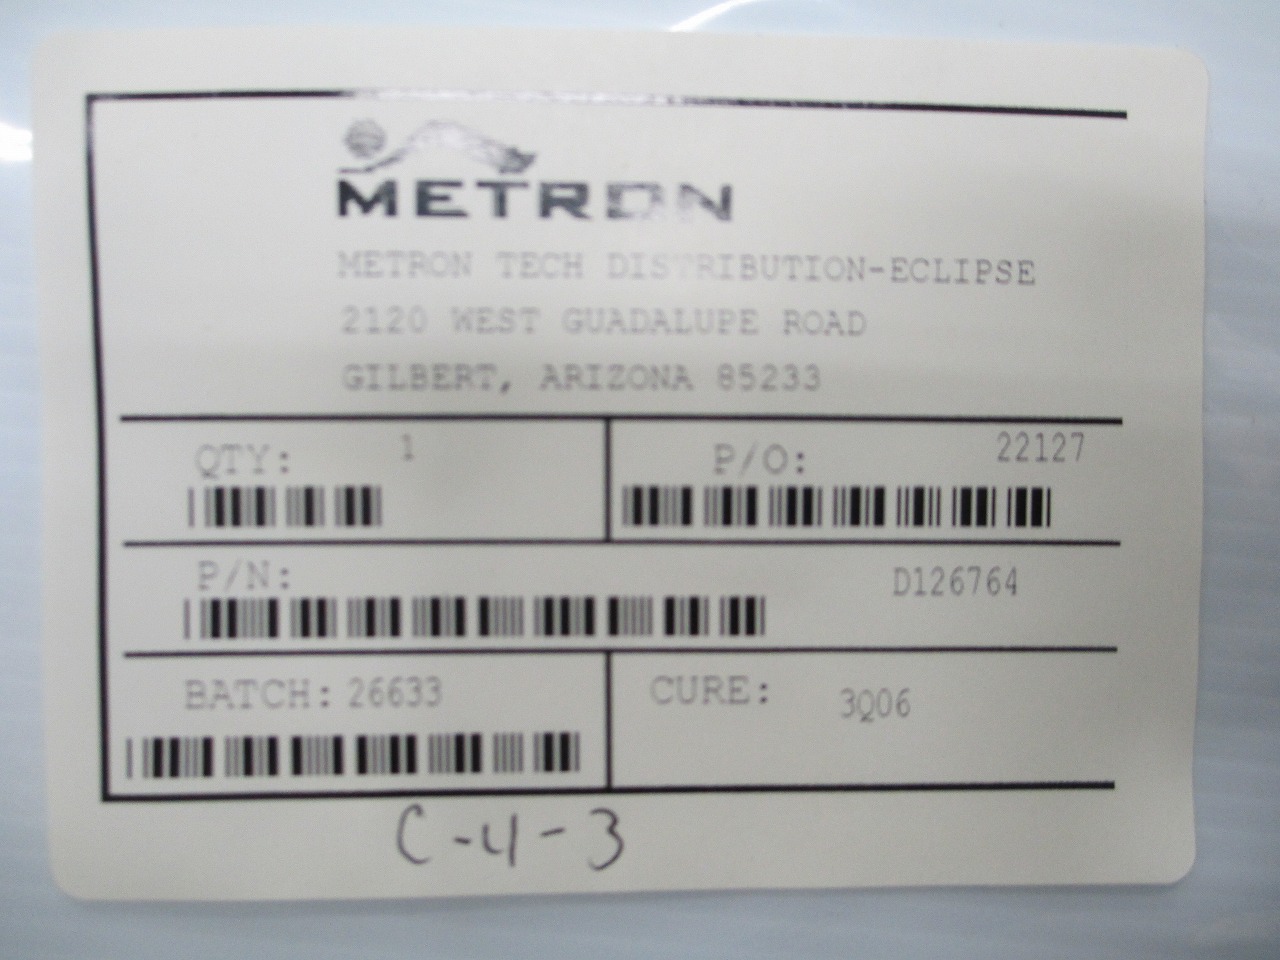 METRON
METRON TECH DISTRIBUTION-ECLIPSE
2120 WEST GUADALUPE ROAD
GILBERT, ARIZONA 85233
QTY: 1
P/O: 22127
P/N: D126764
BATCH: 26633
CURE: 3Q06
C-4-3